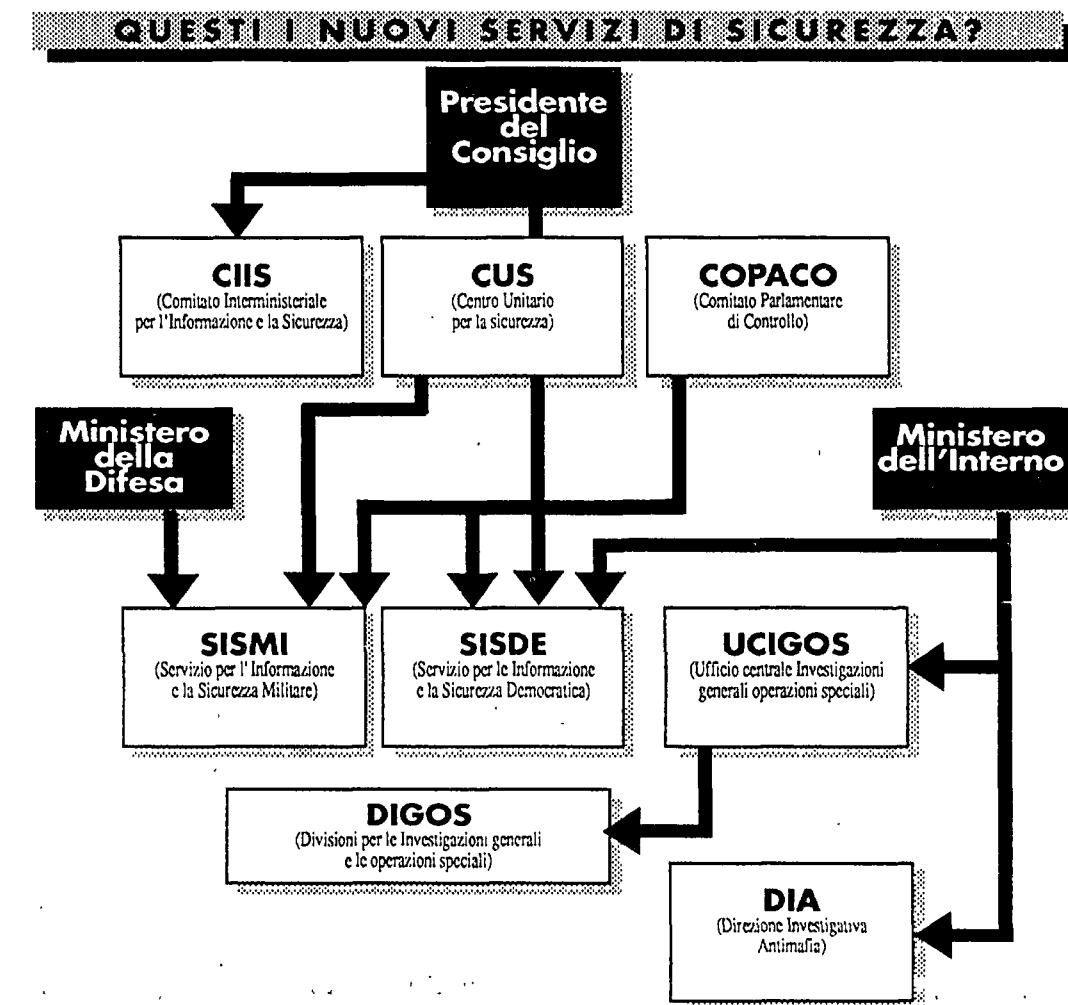 QUESTI I NUOVI SERVIZI DI SICUREZZA?
Presidente
del
Consiglio
CIIS
(Comitato Interministeriale
per l'Informazione e la Sicurezza)
CUS
(Centro Unitario
per la sicurezza)
COPACO
(Comitato Parlamentare
di Controllo)
Ministero
della
Difesa
Ministero
dell'Interno
SISMI
(Servizio per l' Informazione
e la Sicurezza Militare)
SISDE
(Servizio per le Informazione
e la Sicurezza Democratica)
UCIGOS
(Ufficio centrale Investigazioni
generali operazioni speciali)
DIGOS
(Divisioni per le Investigazioni generali
e le operazioni speciali)
DIA
(Direzione Investigativa
Antimafia)